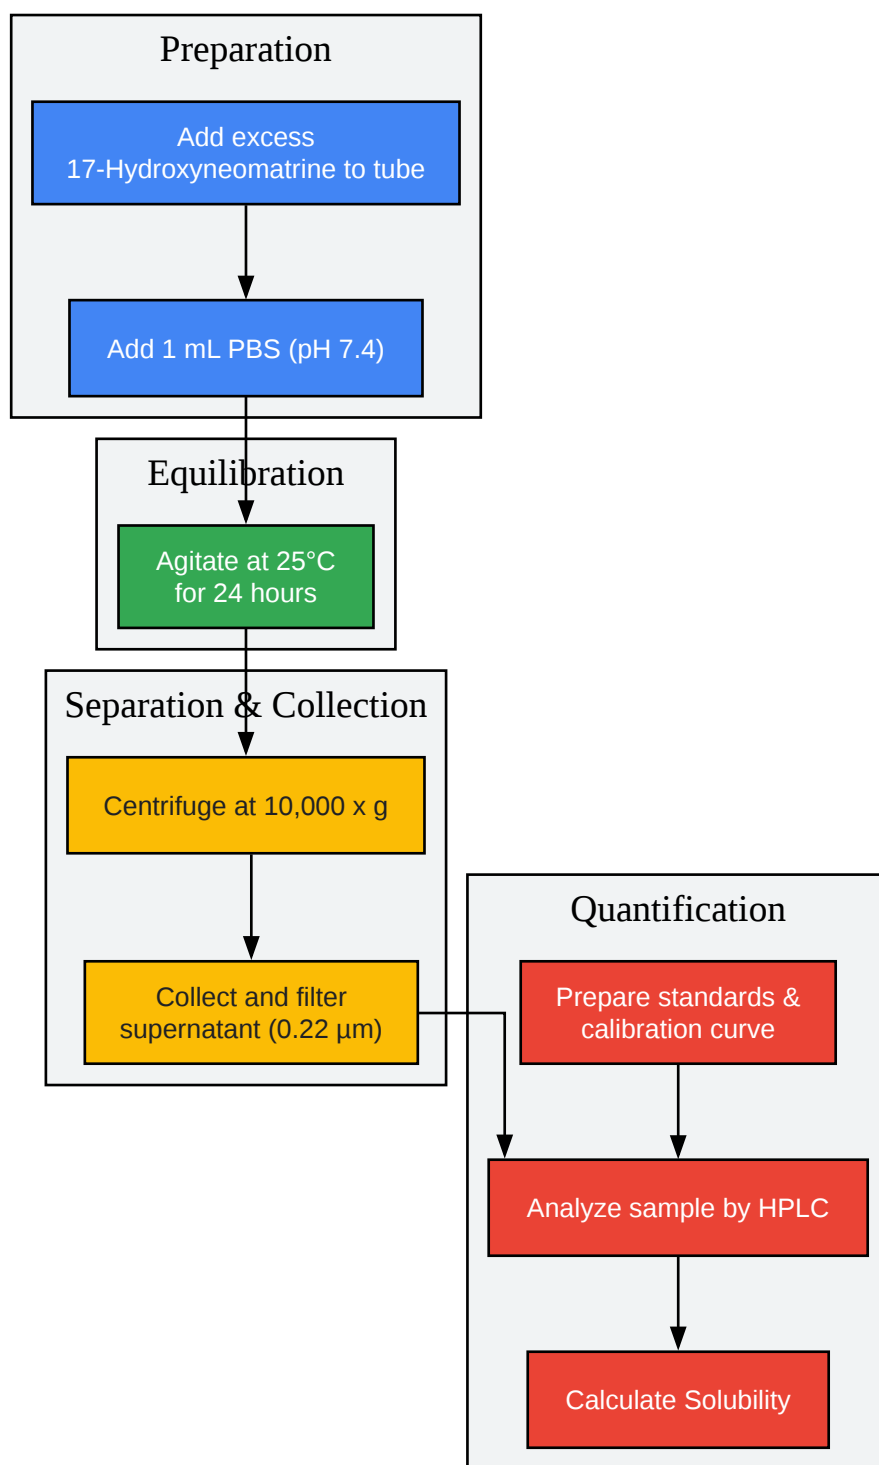 Preparation
Add excess
17-Hydroxyneomatrine to tube
Add 1 mL PBS (pH 7.4)
Equilibration
Agitate at 25°C
for 24 hours
Separation & Collection
Centrifuge at 10,000 x g
Collect and filter
supernatant (0.22 µm)
Quantification
Prepare standards &
calibration curve
Analyze sample by HPLC
Calculate Solubility